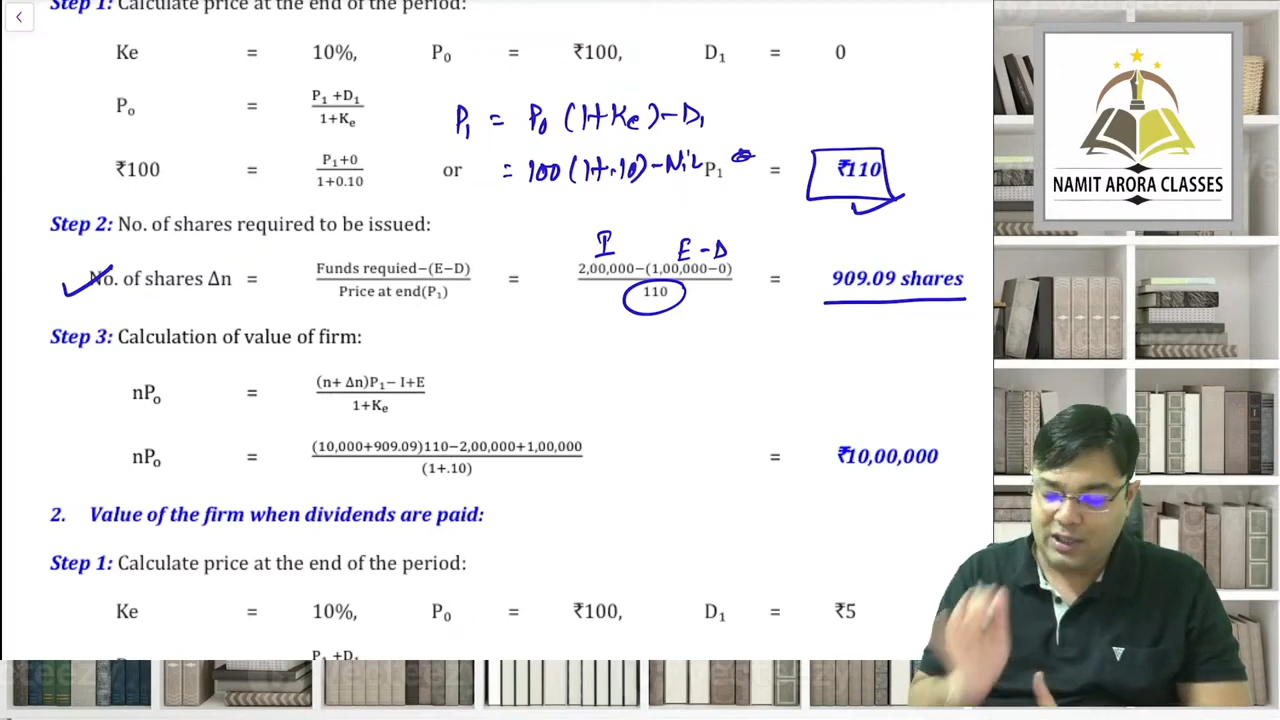 Step 1: Calculate price at the end of the period:
Ke = 10%, P₀ = ₹100, D₁ = 0
Pₒ = P₁ +D₁ / 1+Kₑ
P₁ = P₀ (1+Ke) - D₁
₹100 = P₁+0 / 1+0.10 or = 100 (1+.10) - Nil P₁ = ₹110
Step 2: No. of shares required to be issued:
I E - D
No. of shares Δn = Funds requied−(E−D) / Price at end(P₁) = 2,00,000−(1,00,000−0) / 110 = 909.09 shares
Step 3: Calculation of value of firm:
nPₒ = (n+ Δn)P₁− I+E / 1+Kₑ
nPₒ = (10,000+909.09)110−2,00,000+1,00,000 / (1+.10) = ₹10,00,000
2. Value of the firm when dividends are paid:
Step 1: Calculate price at the end of the period:
Ke = 10%, P₀ = ₹100, D₁ = ₹5
P₁ +D₁
NAMIT ARORA CLASSES